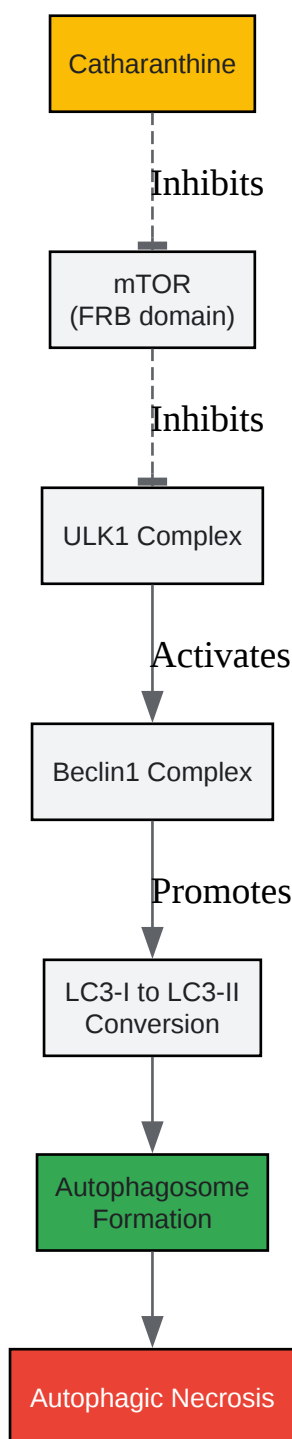 Catharanthine
Inhibits
mTOR
(FRB domain)
Inhibits
ULK1 Complex
Activates
Beclin1 Complex
Promotes
LC3-I to LC3-II
Conversion
Autophagosome
Formation
Autophagic Necrosis